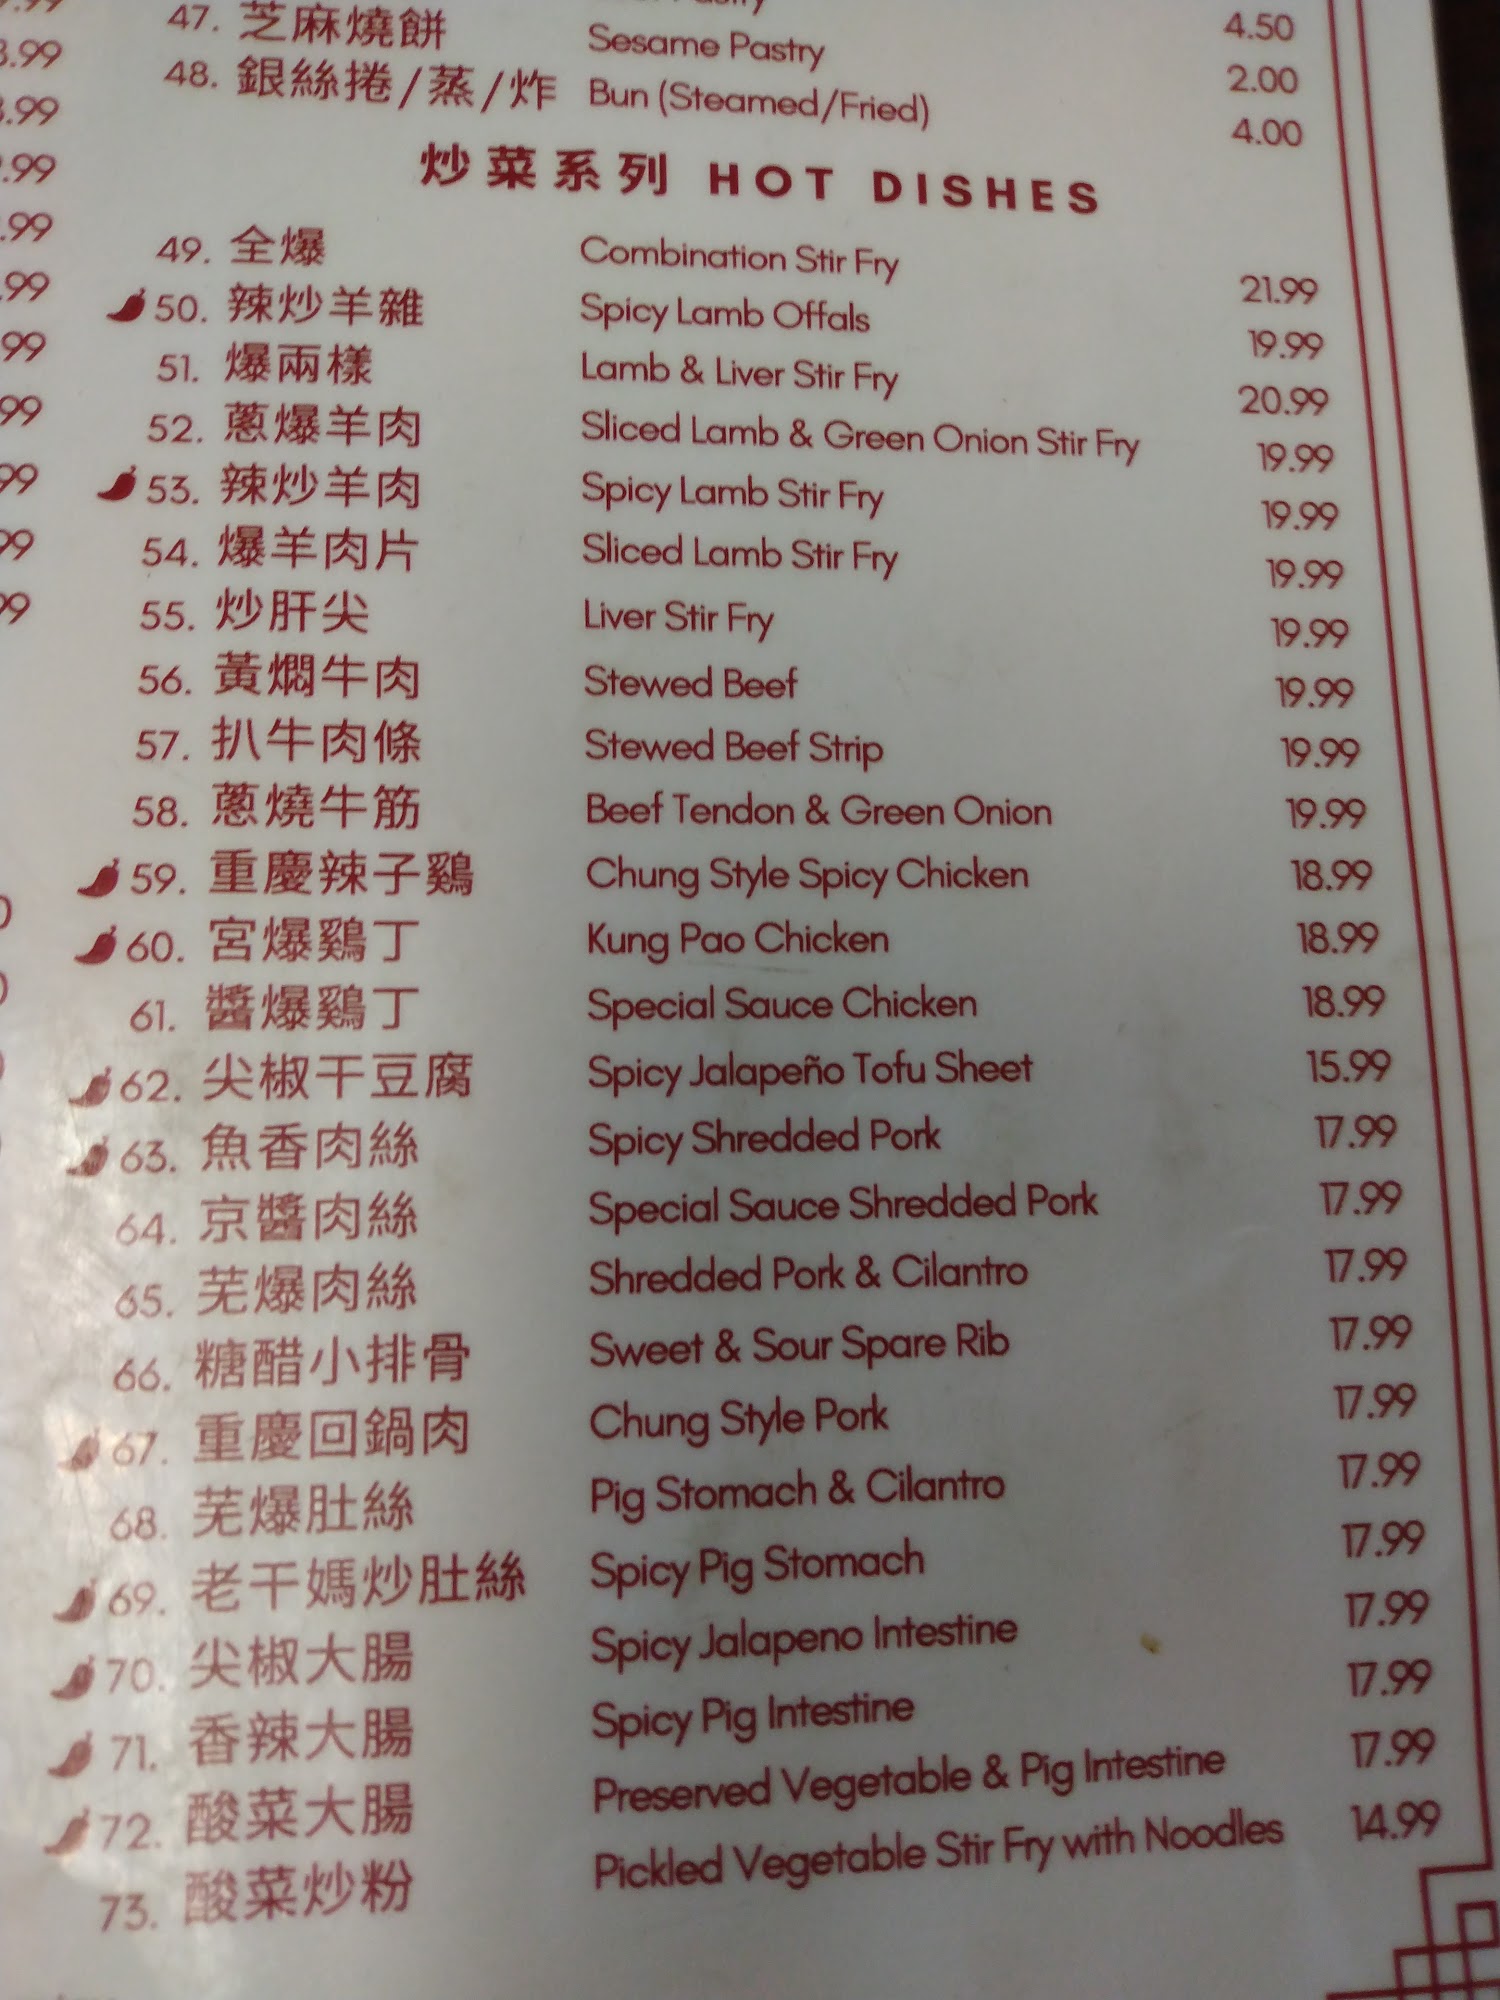 Pastry 4.50
47. 芝麻燒餅 Sesame Pastry 2.00
48. 銀絲捲/蒸/炸 Bun (Steamed/Fried) 4.00
炒菜系列 HOT DISHES
49. 全爆 Combination Stir Fry 21.99
50. 辣炒羊雜 Spicy Lamb Offals 19.99
51. 爆兩樣 Lamb & Liver Stir Fry 20.99
52. 蔥爆羊肉 Sliced Lamb & Green Onion Stir Fry 19.99
53. 辣炒羊肉 Spicy Lamb Stir Fry 19.99
54. 爆羊肉片 Sliced Lamb Stir Fry 19.99
55. 炒肝尖 Liver Stir Fry 19.99
56. 黃燜牛肉 Stewed Beef 19.99
57. 扒牛肉條 Stewed Beef Strip 19.99
58. 蔥燒牛筋 Beef Tendon & Green Onion 19.99
59. 重慶辣子鷄 Chung Style Spicy Chicken 18.99
60. 宮爆鷄丁 Kung Pao Chicken 18.99
61. 醬爆鷄丁 Special Sauce Chicken 18.99
62. 尖椒干豆腐 Spicy Jalapeño Tofu Sheet 15.99
63. 魚香肉絲 Spicy Shredded Pork 17.99
64. 京醬肉絲 Special Sauce Shredded Pork 17.99
65. 芫爆肉絲 Shredded Pork & Cilantro 17.99
66. 糖醋小排骨 Sweet & Sour Spare Rib 17.99
67. 重慶回鍋肉 Chung Style Pork 17.99
68. 芫爆肚絲 Pig Stomach & Cilantro 17.99
69. 老干媽炒肚絲 Spicy Pig Stomach 17.99
70. 尖椒大腸 Spicy Jalapeno Intestine 17.99
71. 香辣大腸 Spicy Pig Intestine 17.99
72. 酸菜大腸 Preserved Vegetable & Pig Intestine 17.99
73. 酸菜炒粉 Pickled Vegetable Stir Fry with Noodles 14.99